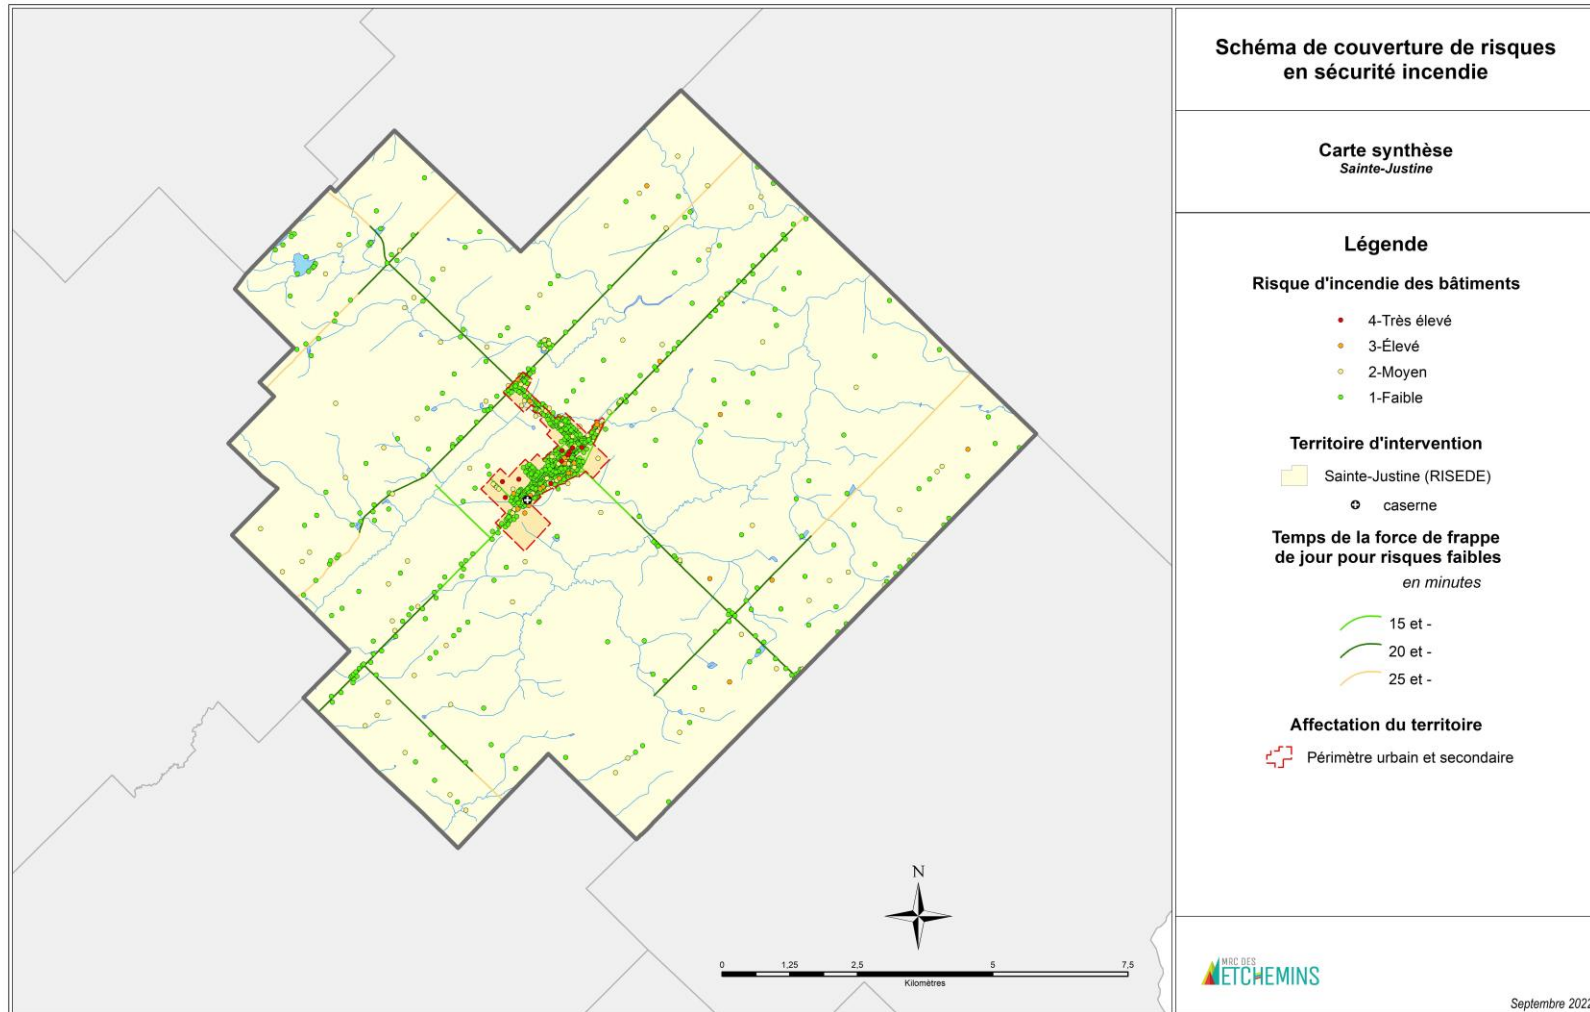 Schéma de couverture de risques
en sécurité incendie
Carte synthèse
Sainte-Justine
Légende
Risque d'incendie des bâtiments
4-Très élevé
3-Élevé
2-Moyen
1-Faible
Territoire d'intervention
Sainte-Justine (RISEDE)
caserne
Temps de la force de frappe
de jour pour risques faibles
en minutes
15 et -
20 et -
25 et -
Affectation du territoire
Périmètre urbain et secondaire
N
0 1,25 2,5 5 7,5
Kilomètres
MRC DES
ETCHEMINS
Septembre 2022